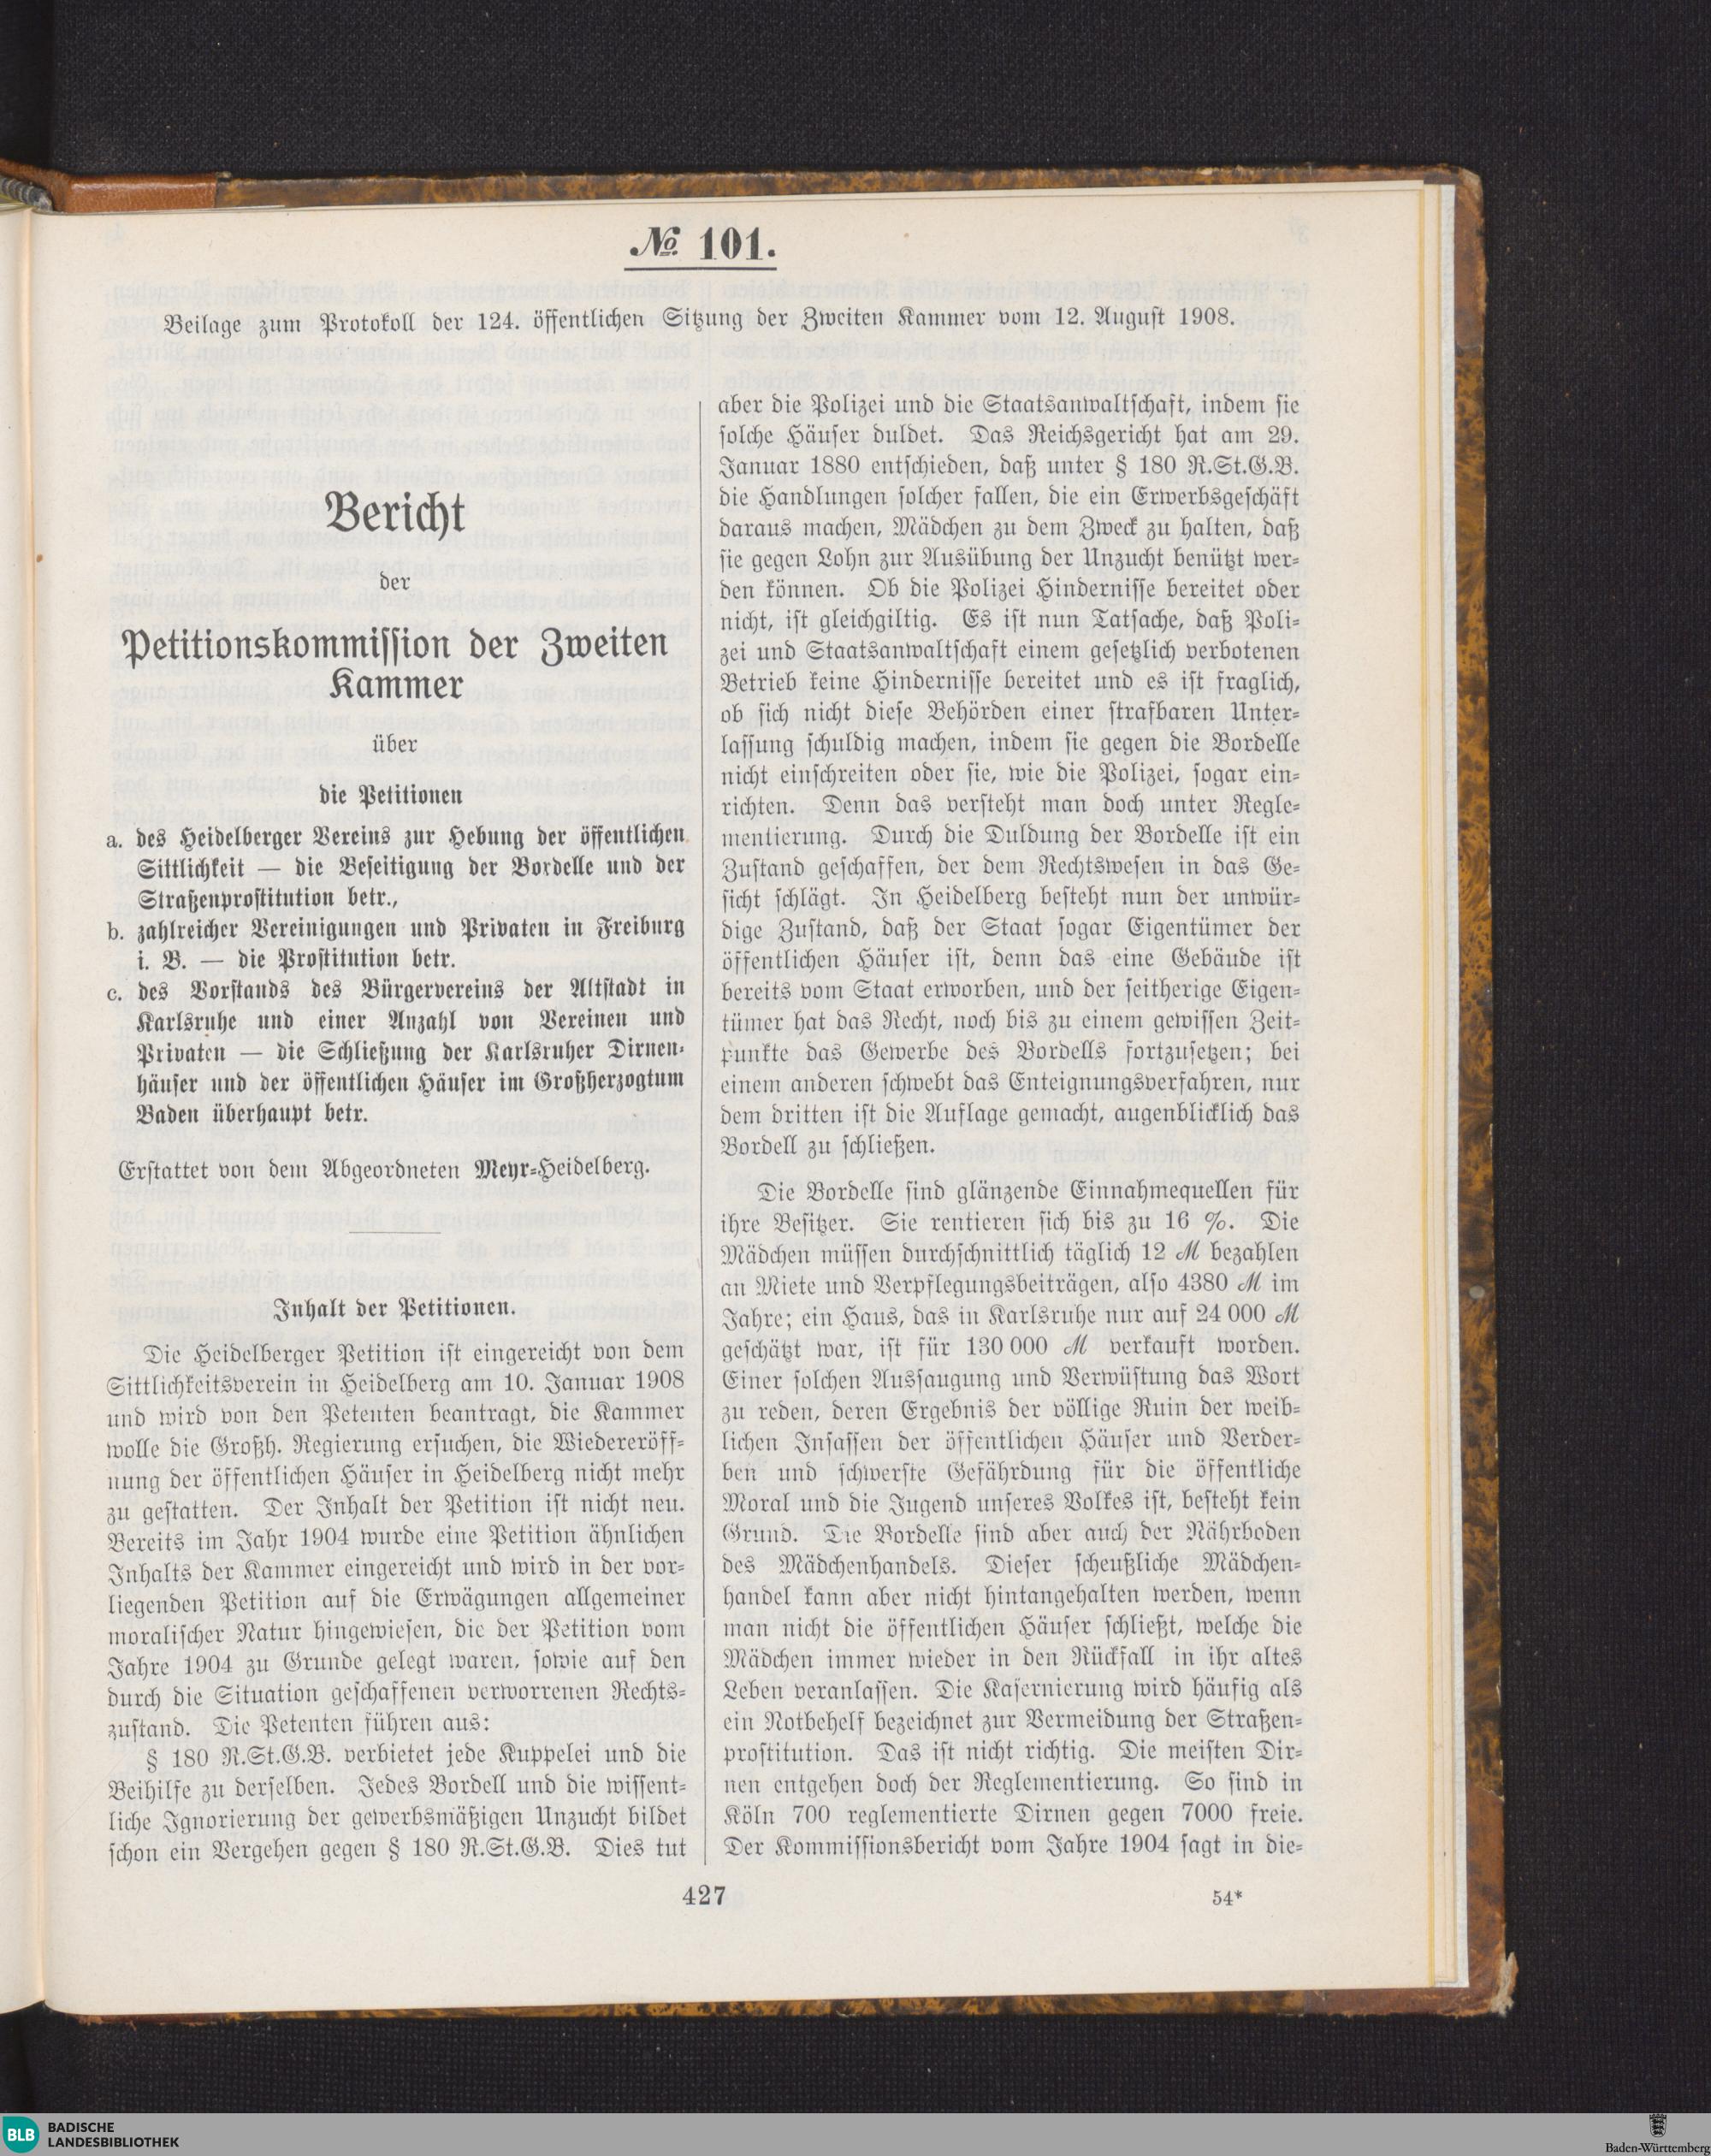 № 101.
Beilage zum Protokoll der 124. öffentlichen Sitzung der Zweiten Kammer vom 12. August 1908.
Bericht
der
Petitionskommission der Zweiten
Kammer
über
die Petitionen
a. des Heidelberger Vereins zur Hebung der öffentlichen
Sittlichkeit — die Beseitigung der Bordelle und der
Straßenprostitution betr.,
b. zahlreicher Vereinigungen und Privaten in Freiburg
i. B. — die Prostitution betr.
c. des Vorstands des Bürgervereins der Altstadt in
Karlsruhe und einer Anzahl von Vereinen und
Privaten — die Schließung der Karlsruher Dirnen-
häuser und der öffentlichen Häuser im Großherzogtum
Baden überhaupt betr.
Erstattet von dem Abgeordneten Meyr-Heidelberg.
Inhalt der Petitionen.
Die Heidelberger Petition ist eingereicht von dem
Sittlichkeitsverein in Heidelberg am 10. Januar 1908
und wird von den Petenten beantragt, die Kammer
wolle die Großh. Regierung ersuchen, die Wiedereröff-
nung der öffentlichen Häuser in Heidelberg nicht mehr
zu gestatten. Der Inhalt der Petition ist nicht neu.
Bereits im Jahr 1904 wurde eine Petition ähnlichen
Inhalts der Kammer eingereicht und wird in der vor-
liegenden Petition auf die Erwägungen allgemeiner
moralischer Natur hingewiesen, die der Petition vom
Jahre 1904 zu Grunde gelegt waren, sowie auf den
durch die Situation geschaffenen verworrenen Rechts-
zustand. Die Petenten führen aus:
§ 180 R.St.G.B. verbietet jede Kuppelei und die
Beihilfe zu derselben. Jedes Bordell und die wissent-
liche Ignorierung der gewerbsmäßigen Unzucht bildet
schon ein Vergehen gegen § 180 R.St.G.B. Dies tut
aber die Polizei und die Staatsanwaltschaft, indem sie
solche Häuser duldet. Das Reichsgericht hat am 29.
Januar 1880 entschieden, daß unter § 180 R.St.G.B.
die Handlungen solcher fallen, die ein Erwerbsgeschäft
daraus machen, Mädchen zu dem Zweck zu halten, daß
sie gegen Lohn zur Ausübung der Unzucht benützt wer-
den können. Ob die Polizei Hindernisse bereitet oder
nicht, ist gleichgiltig. Es ist nun Tatsache, daß Poli-
zei und Staatsanwaltschaft einem gesetzlich verbotenen
Betrieb keine Hindernisse bereitet und es ist fraglich,
ob sich nicht diese Behörden einer strafbaren Unter-
lassung schuldig machen, indem sie gegen die Bordelle
nicht einschreiten oder sie, wie die Polizei, sogar ein-
richten. Denn das versteht man doch unter Regle-
mentierung. Durch die Duldung der Bordelle ist ein
Zustand geschaffen, der dem Rechtswesen in das Ge-
sicht schlägt. In Heidelberg besteht nun der unwür-
dige Zustand, daß der Staat sogar Eigentümer der
öffentlichen Häuser ist, denn das eine Gebäude ist
bereits vom Staat erworben, und der seitherige Eigen-
tümer hat das Recht, noch bis zu einem gewissen Zeit-
punkte das Gewerbe des Bordells fortzusetzen; bei
einem anderen schwebt das Enteignungsverfahren, nur
dem dritten ist die Auflage gemacht, augenblicklich das
Bordell zu schließen.
Die Bordelle sind glänzende Einnahmequellen für
ihre Besitzer. Sie rentieren sich bis zu 16 %. Die
Mädchen müssen durchschnittlich täglich 12 ℳ bezahlen
an Miete und Verpflegungsbeiträgen, also 4380 ℳ im
Jahre; ein Haus, das in Karlsruhe nur auf 24 000 ℳ
geschätzt war, ist für 130 000 ℳ verkauft worden.
Einer solchen Aussaugung und Verwüstung das Wort
zu reden, deren Ergebnis der völlige Ruin der weib-
lichen Insassen der öffentlichen Häuser und Verder-
ben und schwerste Gefährdung für die öffentliche
Moral und die Jugend unseres Volkes ist, besteht kein
Grund. Die Bordelle sind aber auch der Nährboden
des Mädchenhandels. Dieser scheußliche Mädchen-
handel kann aber nicht hintangehalten werden, wenn
man nicht die öffentlichen Häuser schließt, welche die
Mädchen immer wieder in den Rückfall in ihr altes
Leben veranlassen. Die Kasernierung wird häufig als
ein Notbehelf bezeichnet zur Vermeidung der Straßen-
prostitution. Das ist nicht richtig. Die meisten Dir-
nen entgehen doch der Reglementierung. So sind in
Köln 700 reglementierte Dirnen gegen 7000 freie.
Der Kommissionsbericht vom Jahre 1904 sagt in die-
427
54*
BLB BADISCHE
LANDESBIBLIOTHEK
Baden-Württemberg